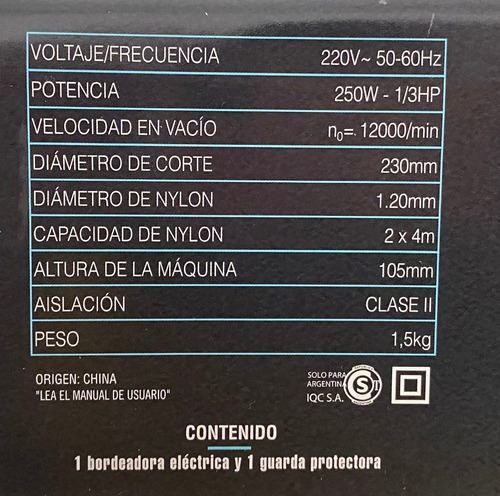 VOLTAJE/FRECUENCIA 220V~ 50-60Hz
POTENCIA 250W - 1/3HP
VELOCIDAD EN VACÍO n₀=. 12000/min
DIÁMETRO DE CORTE 230mm
DIÁMETRO DE NYLON 1.20mm
CAPACIDAD DE NYLON 2 x 4m
ALTURA DE LA MÁQUINA 105mm
AISLACIÓN CLASE II
PESO 1,5kg
ORIGEN: CHINA
"LEA EL MANUAL DE USUARIO"
SOLO PARA
ARGENTINA
IQC S.A.
S
CONTENIDO
1 bordeadora eléctrica y 1 guarda protectora